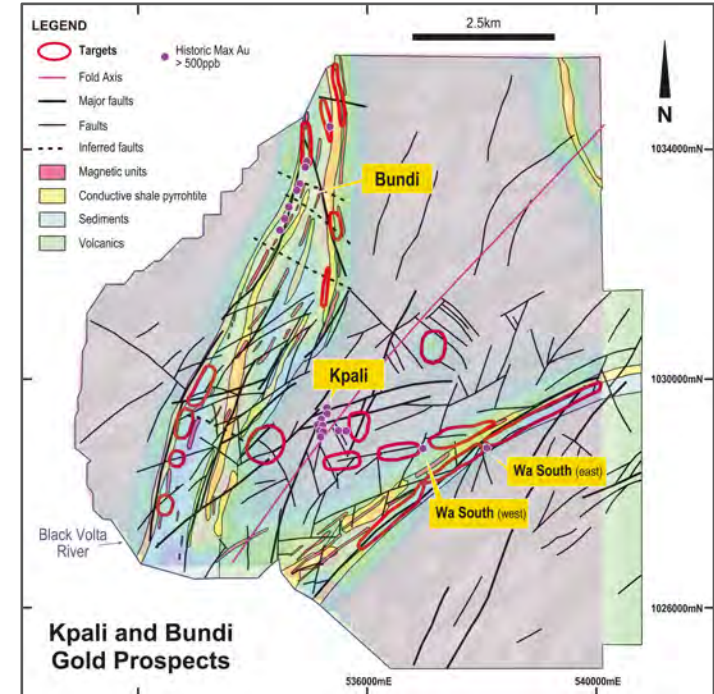 LEGEND
Targets
Historic Max Au
> 500ppb
Fold Axis
Major faults
Faults
Inferred faults
Magnetic units
Conductive shale pyrrhotite
Sediments
Volcanics
2.5km
N
1034000mN
Bundi
1030000mN
Kpali
Wa South (east)
Wa South (west)
Black Volta
River
1026000mN
Kpali and Bundi
Gold Prospects
536000mE
540000mE